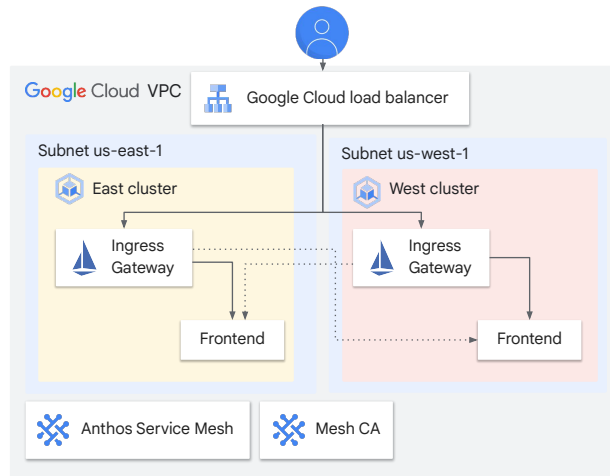 Google Cloud VPC
Google Cloud load balancer
Subnet us-east-1
Subnet us-west-1
East cluster
West cluster
Ingress
Gateway
Ingress
Gateway
Frontend
Frontend
Anthos Service Mesh
Mesh CA